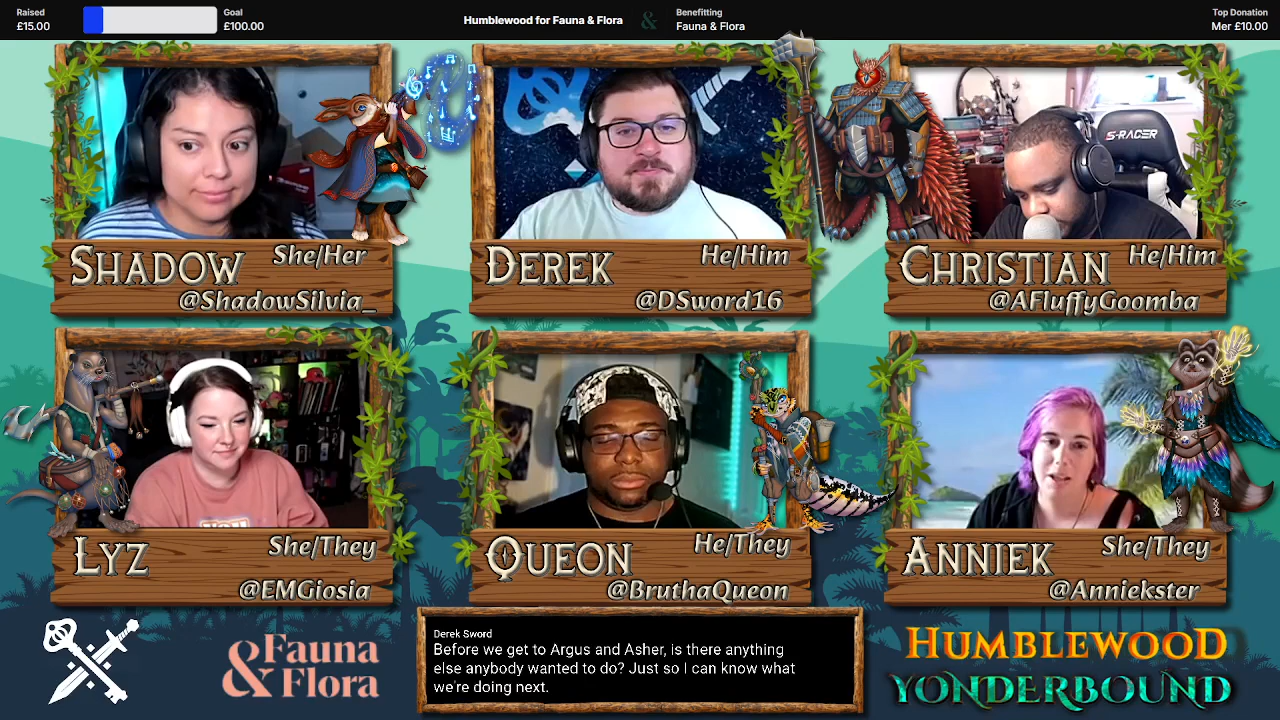 Raised
£15.00
Goal
£100.00
Humblewood for Fauna & Flora
&
Benefitting
Fauna & Flora
Top Donation
Mer £10.00
S-RACER
SHADOW She/Her
@ShadowSilvia_
DEREK He/Him
@DSword16
CHRISTIAN He/Him
@AFluffyGoomba
LYZ She/They
@EMGiosia
QUEON He/They
@BruthaQueon
ANNIEK She/They
@Anniekster
Fauna
& Flora
Derek Sword
Before we get to Argus and Asher, is there anything
else anybody wanted to do? Just so I can know what
we're doing next.
HUMBLEWOOD
YONDERBOUND